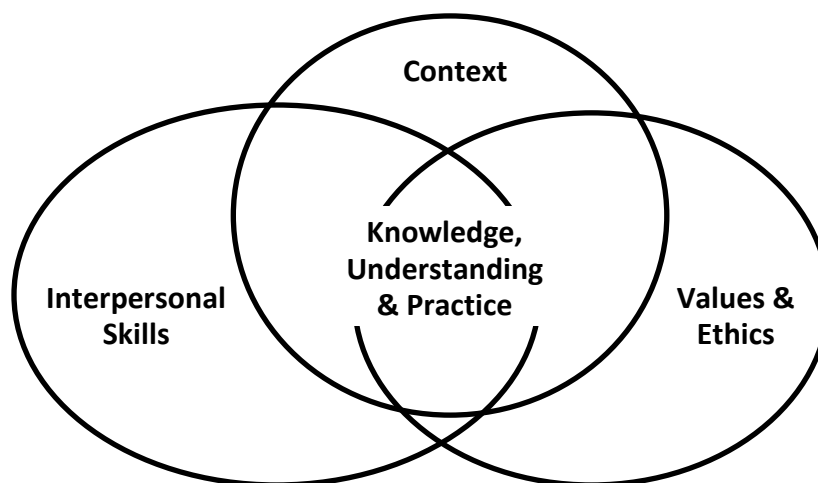 Context
Knowledge,
Understanding
& Practice
Interpersonal
Skills
Values &
Ethics